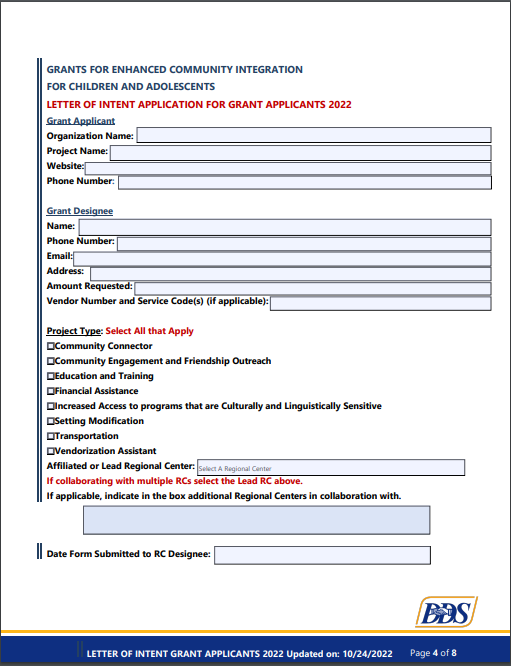 GRANTS FOR ENHANCED COMMUNITY INTEGRATION
FOR CHILDREN AND ADOLESCENTS
LETTER OF INTENT APPLICATION FOR GRANT APPLICANTS 2022
Grant Applicant
Organization Name:
Project Name:
Website:
Phone Number:
Grant Designee
Name:
Phone Number:
Email:
Address:
Amount Requested:
Vendor Number and Service Code(s) (if applicable):
Project Type: Select All that Apply
☐Community Connector
☐Community Engagement and Friendship Outreach
☐Education and Training
☐Financial Assistance
☐Increased Access to programs that are Culturally and Linguistically Sensitive
☐Setting Modification
☐Transportation
☐Vendorization Assistant
Affiliated or Lead Regional Center: Select A Regional Center
If collaborating with multiple RCs select the Lead RC above.
If applicable, indicate in the box additional Regional Centers in collaboration with.
Date Form Submitted to RC Designee:
DDS
LETTER OF INTENT GRANT APPLICANTS 2022 Updated on: 10/24/2022 Page 4 of 8